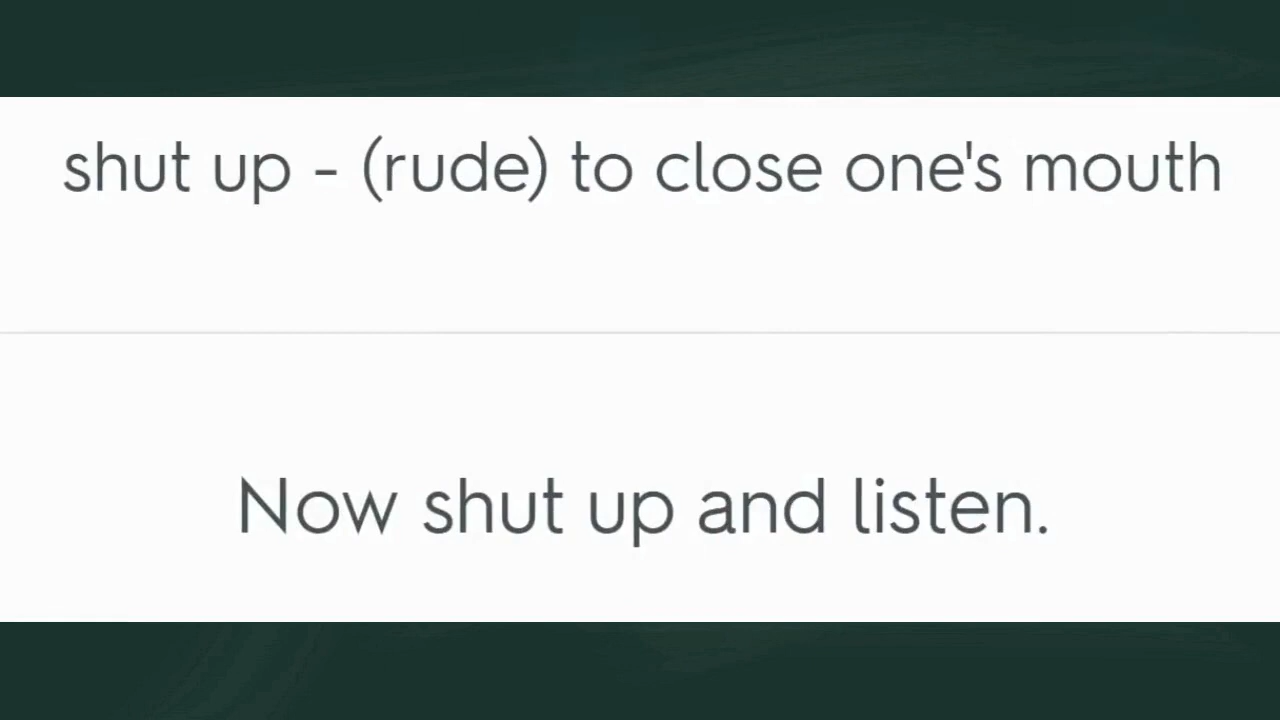 shut up - (rude) to close one's mouth
Now shut up and listen.